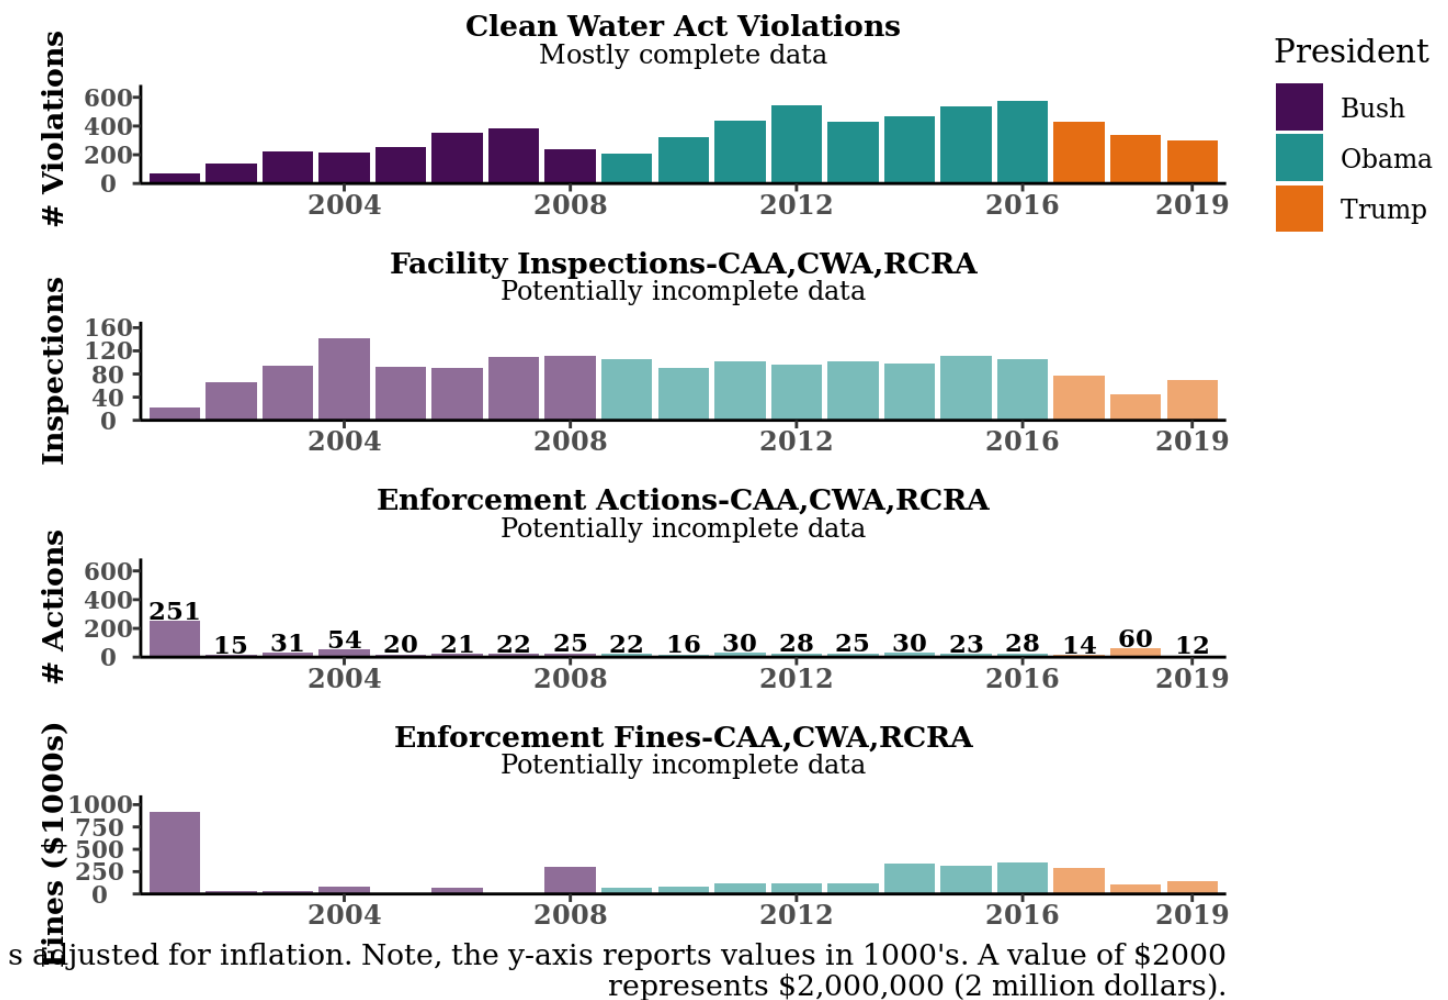 Clean Water Act Violations
Mostly complete data
# Violations
600
400
200
0
2004 2008 2012 2016 2019
President
Bush
Obama
Trump
Facility Inspections-CAA,CWA,RCRA
Potentially incomplete data
Inspections
160
120
80
40
0
2004 2008 2012 2016 2019
Enforcement Actions-CAA,CWA,RCRA
Potentially incomplete data
# Actions
600
400
200
0
251 15 31 54 20 21 22 25 22 16 30 28 25 30 23 28 14 60 12
2004 2008 2012 2016 2019
Enforcement Fines-CAA,CWA,RCRA
Potentially incomplete data
Fines ($1000s)
1000
750
500
250
0
2004 2008 2012 2016 2019
s adjusted for inflation. Note, the y-axis reports values in 1000's. A value of $2000
represents $2,000,000 (2 million dollars).